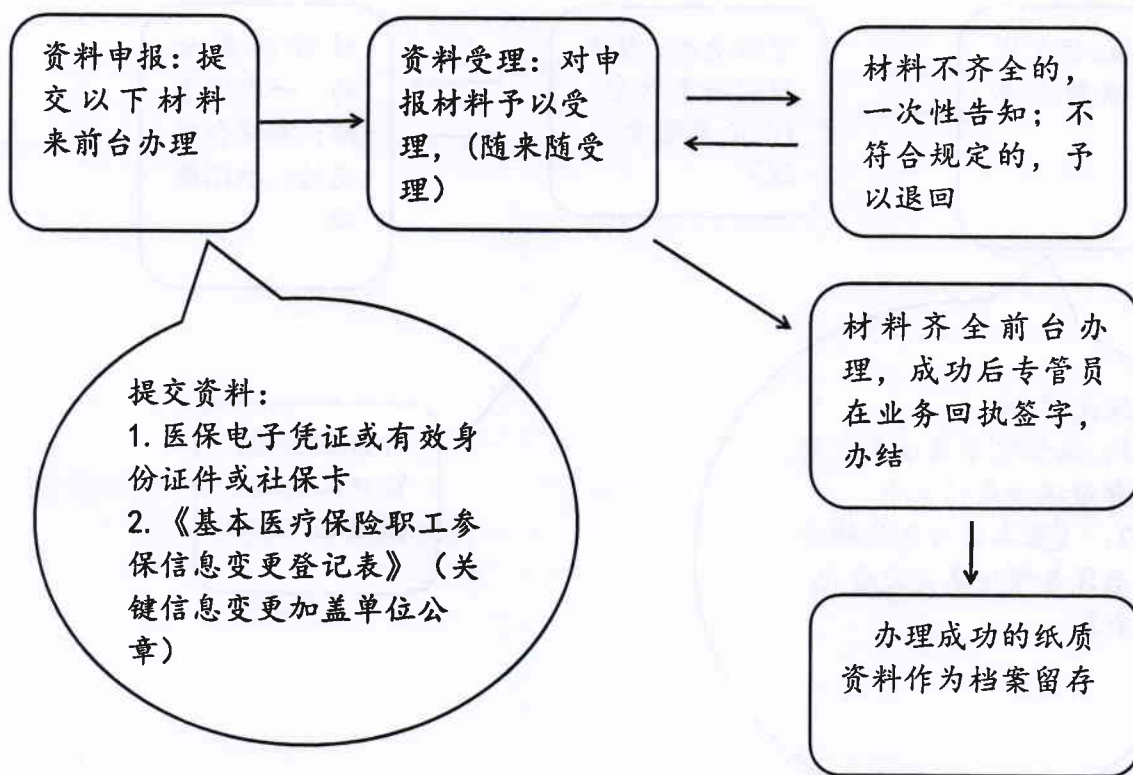 资料申报：提
交以下材料
来前台办理
资料受理：对申
报材料予以受
理，（随来随受
理）
材料不齐全的，
一次性告知；不
符合规定的，予
以退回
材料齐全前台办
理，成功后专管员
在业务回执签字，
办结
提交资料：
1. 医保电子凭证或有效身
份证件或社保卡
2. 《基本医疗保险职工参
保信息变更登记表》（关
键信息变更加盖单位公
章）
办理成功的纸质
资料作为档案留存